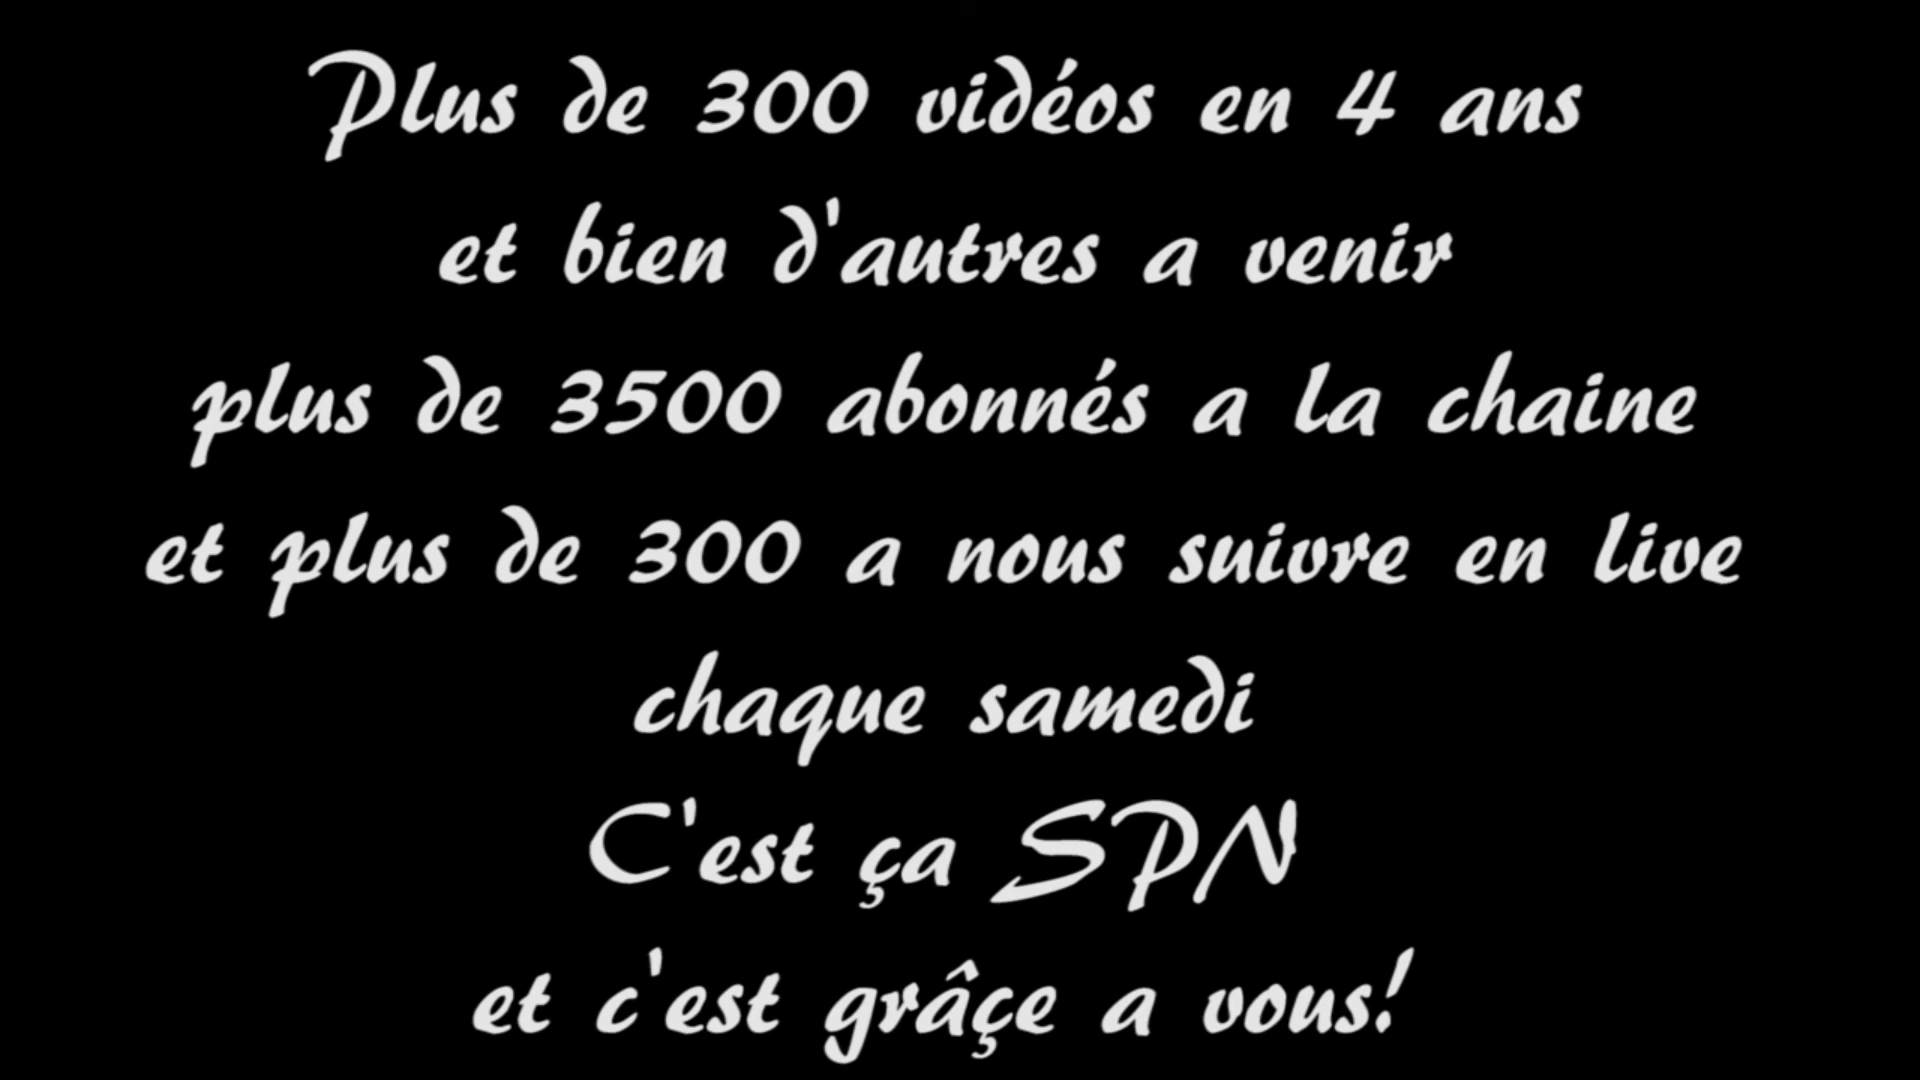 Plus de 300 vidéos en 4 ans
et bien d'autres a venir
plus de 3500 abonnés a la chaine
et plus de 300 a nous suivre en live
chaque samedi
C'est ça SPN
et c'est grâçe a vous!